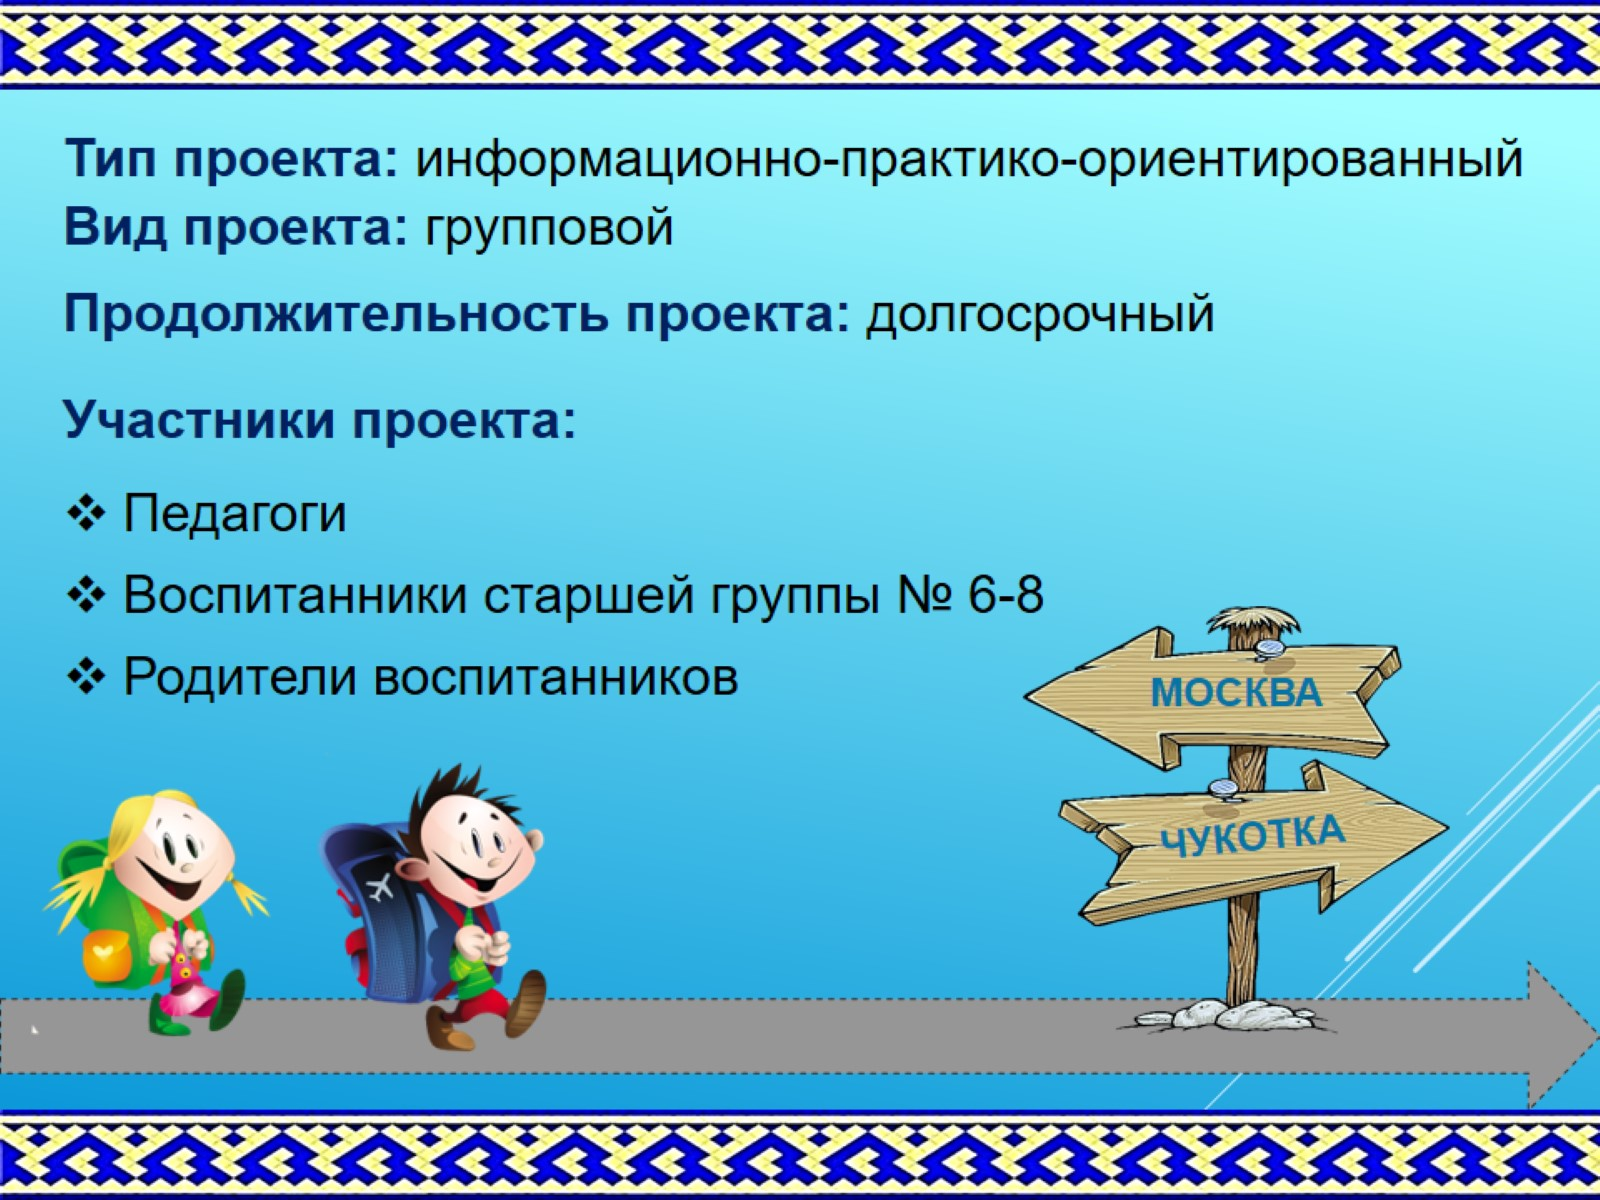 Тип проекта: информационно-практико-ориентированный
Вид проекта: групповой
Продолжительность проекта: долгосрочный
Участники проекта:
❖ Педагоги
❖ Воспитанники старшей группы № 6-8
❖ Родители воспитанников
МОСКВА
ЧУКОТКА